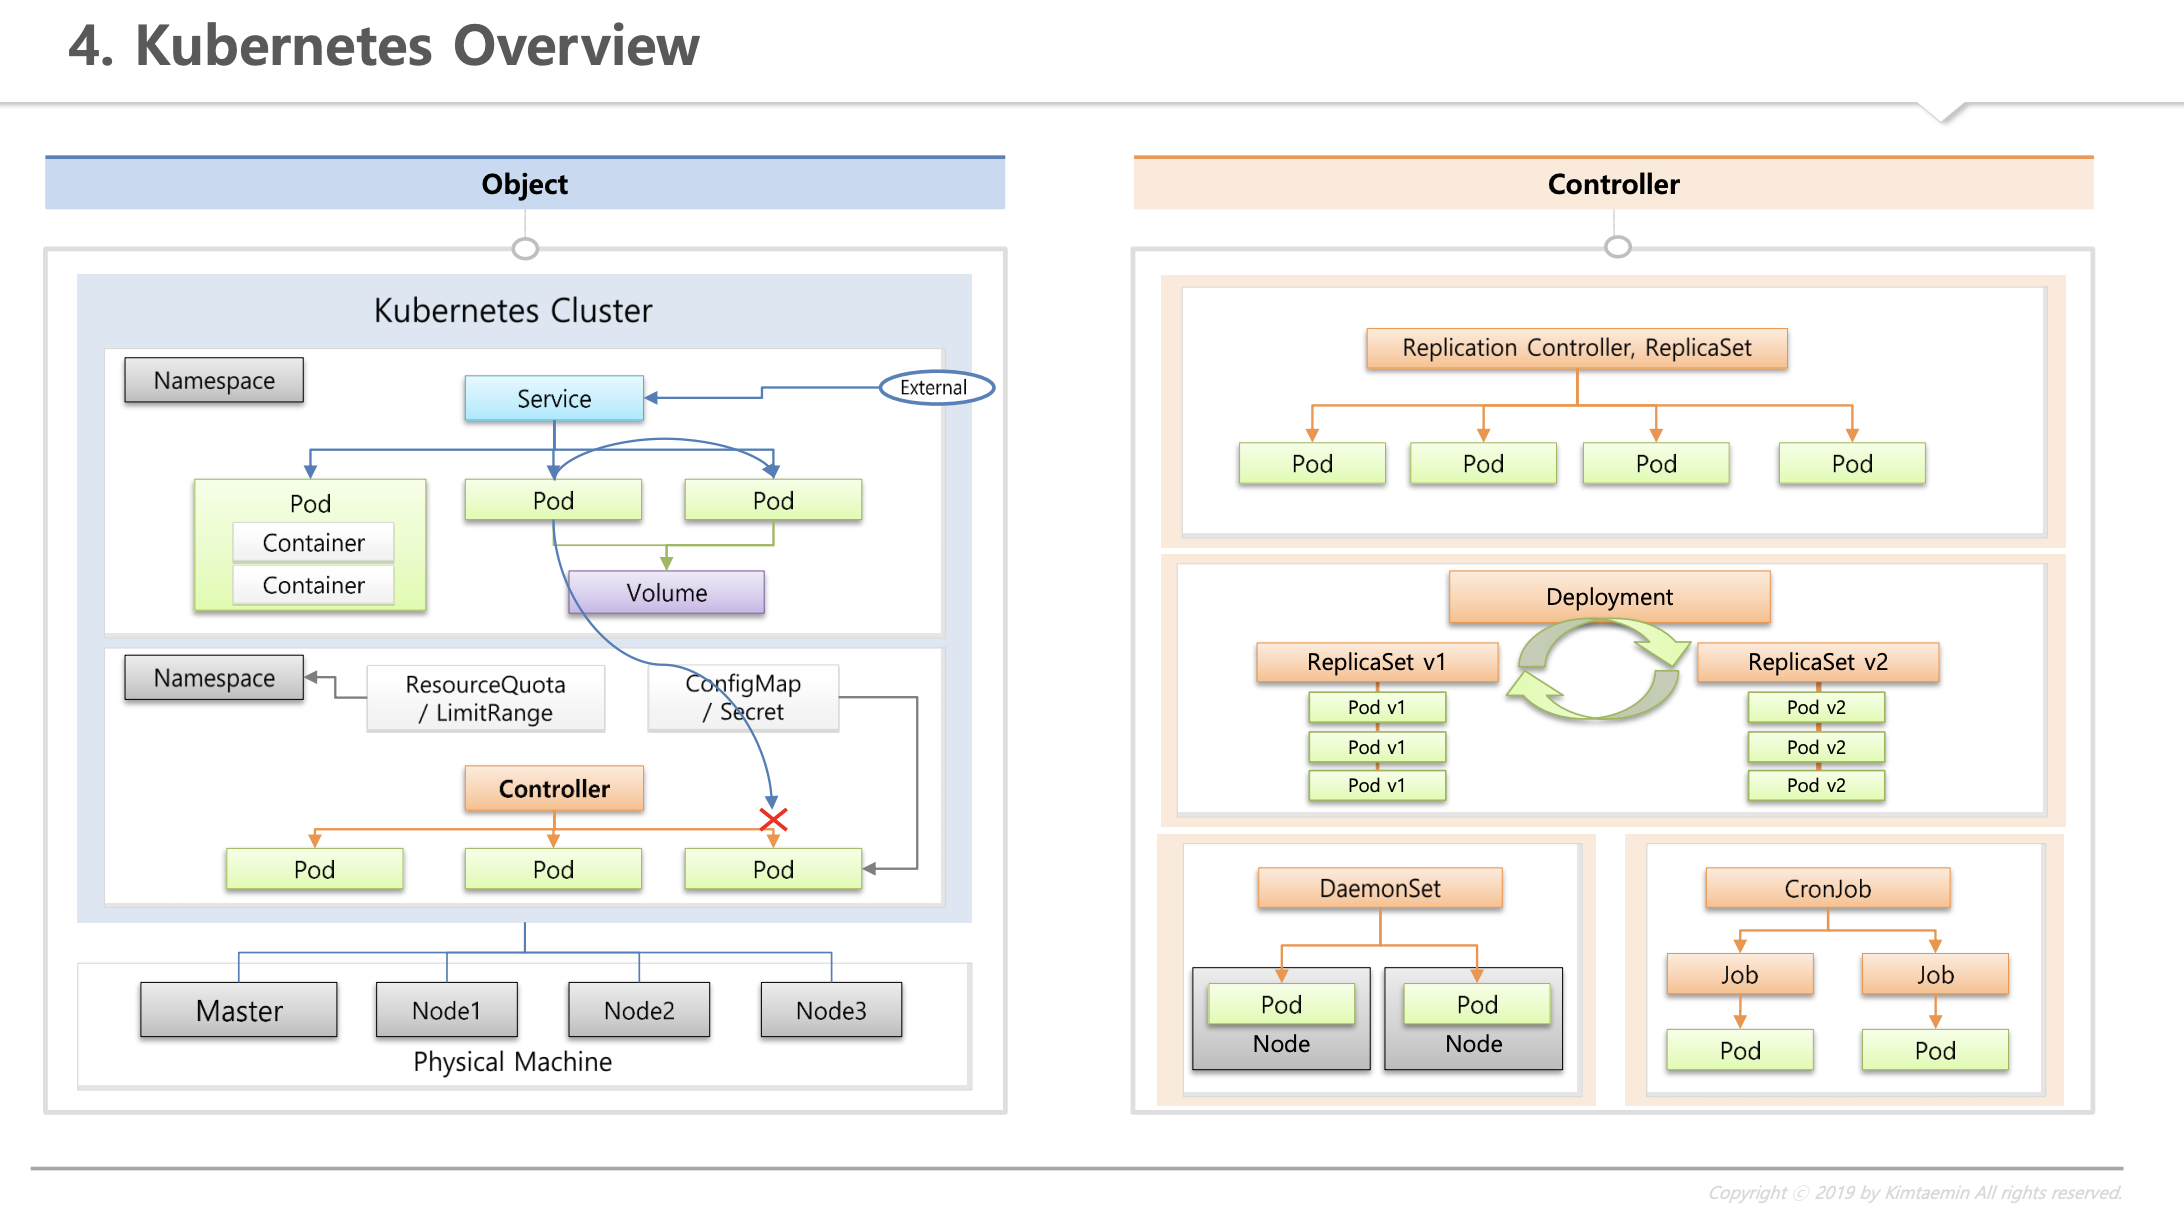 4. Kubernetes Overview
Object
Kubernetes Cluster
Namespace
Service
External
Pod
Container
Container
Pod
Pod
Volume
Namespace
ResourceQuota
/ LimitRange
ConfigMap
/ Secret
Controller
Pod
Pod
Pod
Master
Node1
Node2
Node3
Physical Machine
Controller
Replication Controller, ReplicaSet
Pod
Pod
Pod
Pod
Deployment
ReplicaSet v1
Pod v1
Pod v1
Pod v1
ReplicaSet v2
Pod v2
Pod v2
Pod v2
DaemonSet
Pod
Node
Pod
Node
CronJob
Job
Job
Pod
Pod
Copyright ⓒ 2019 by Kimtaemin All rights reserved.